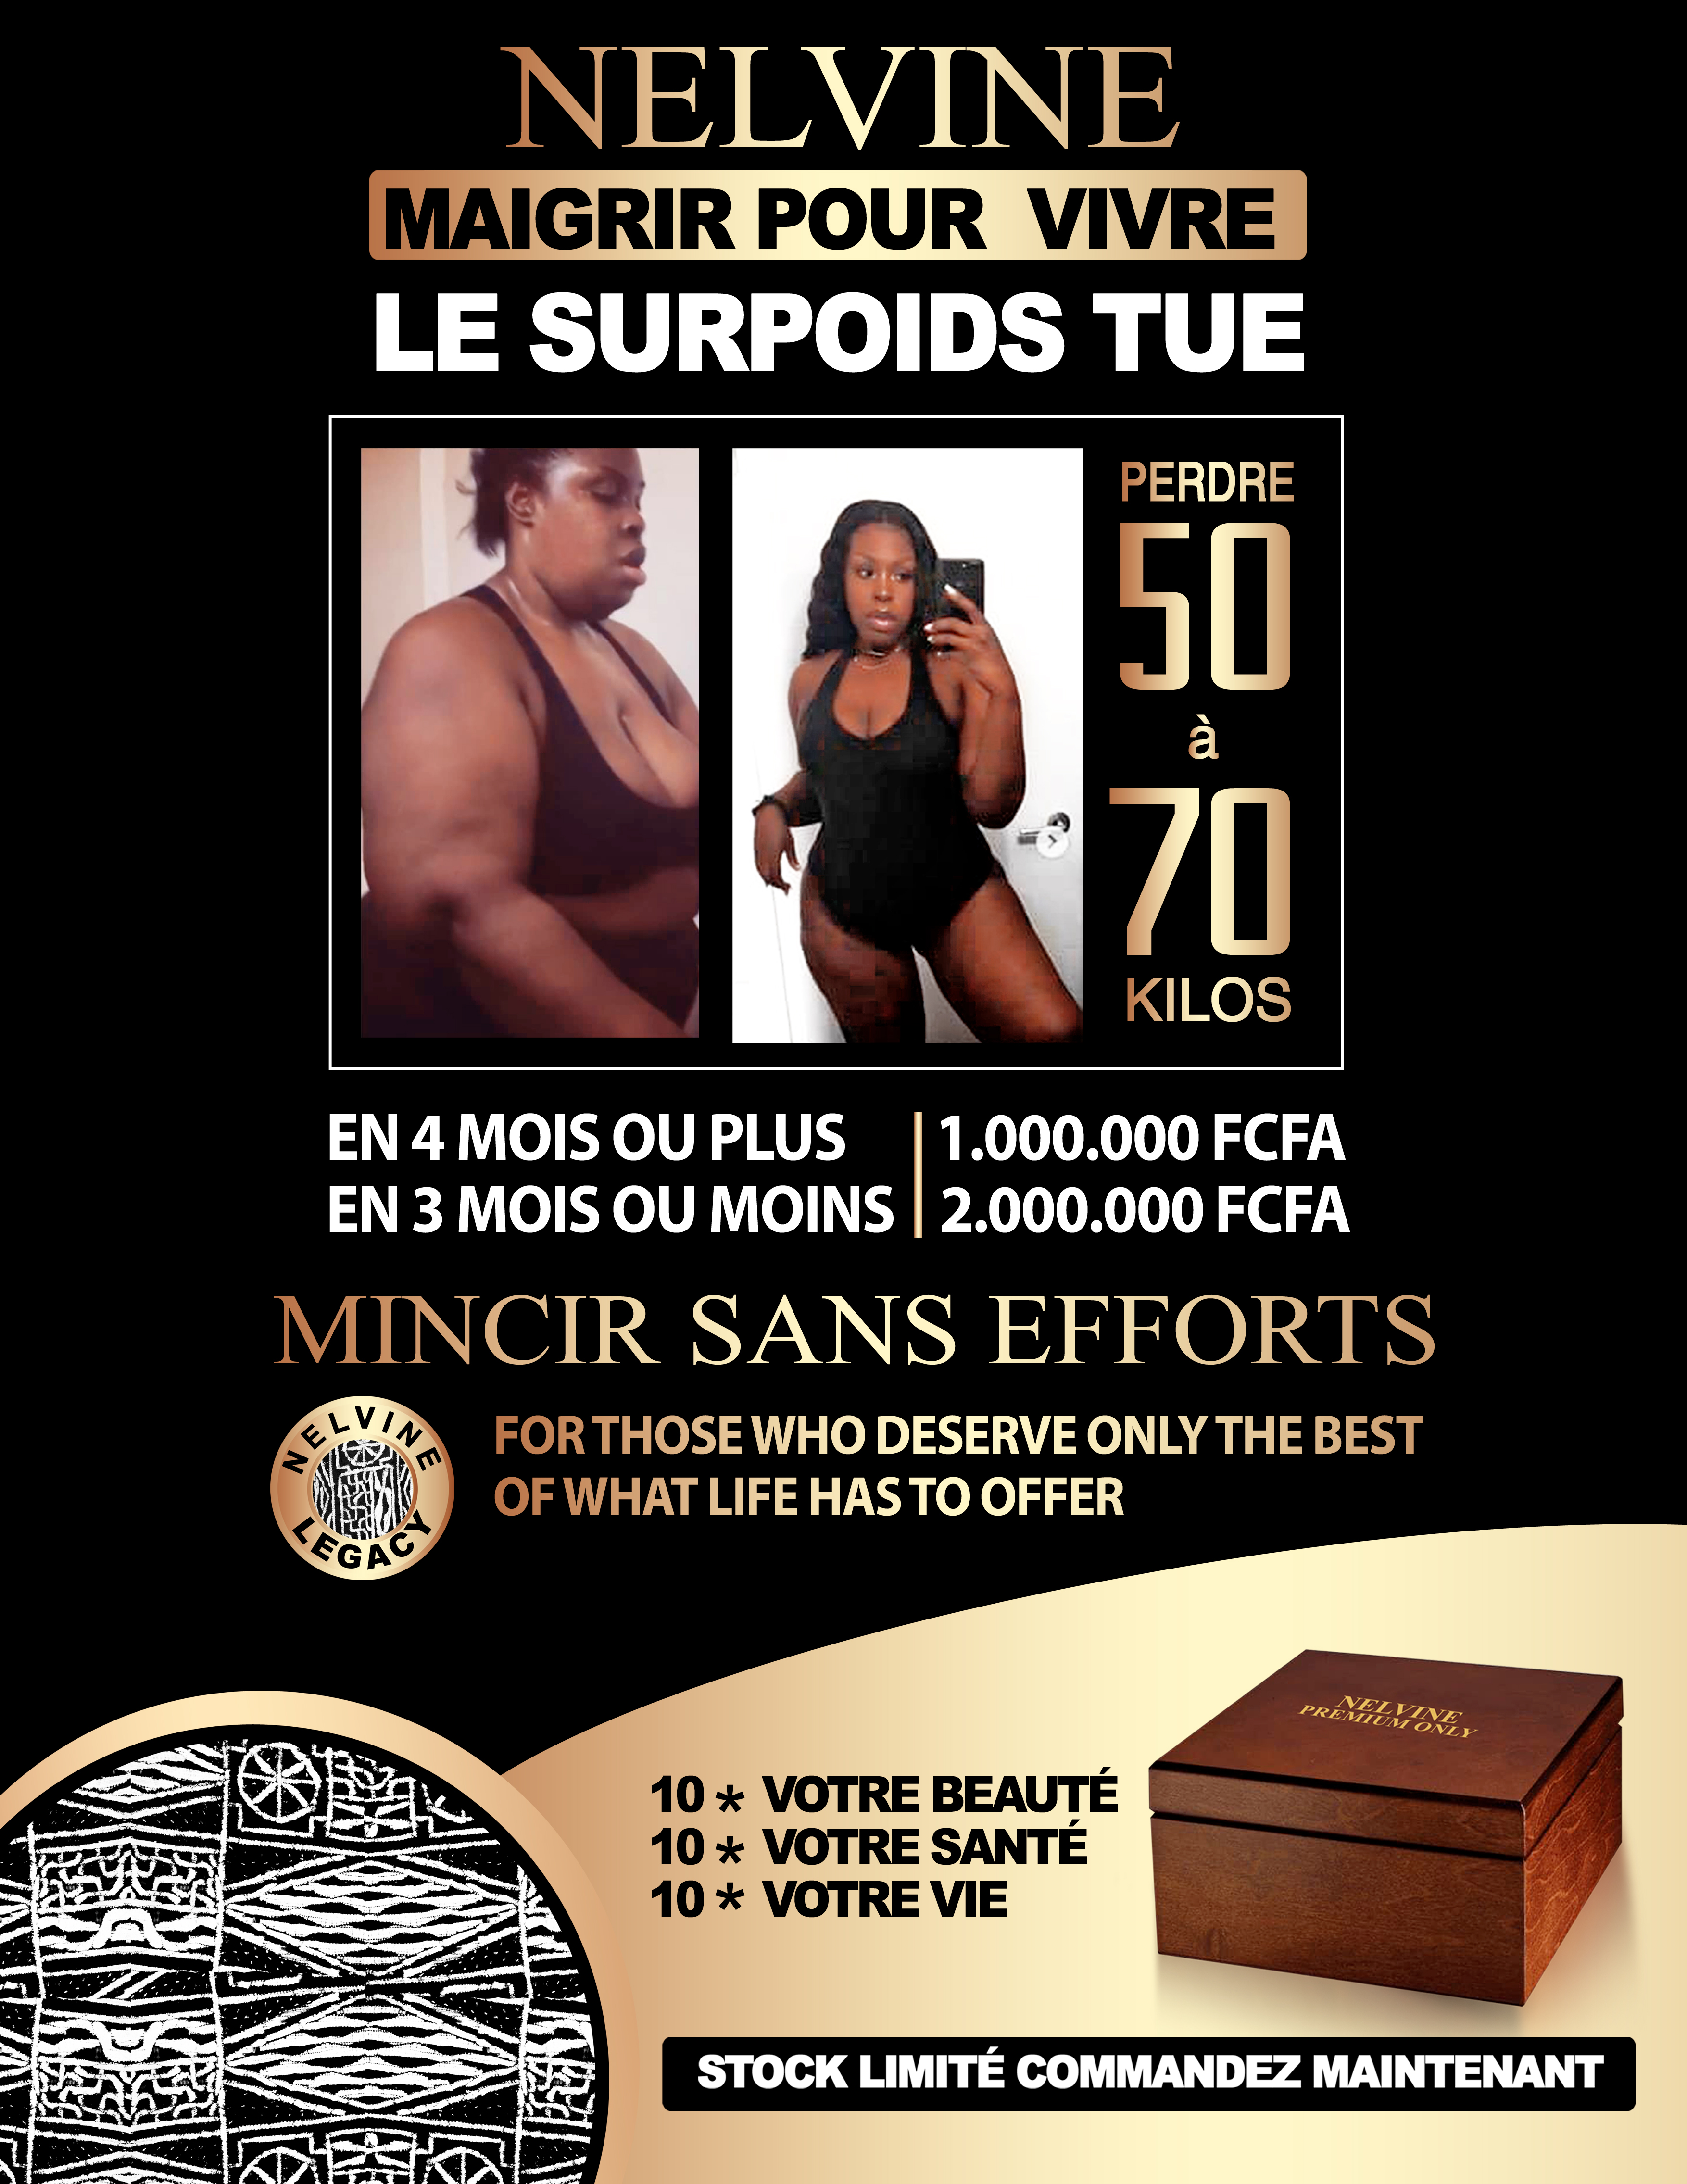 NELVINE
MAIGRIR POUR VIVRE
LE SURPOIDS TUE
PERDRE
50
à
70
KILOS
EN 4 MOIS OU PLUS 1.000.000 FCFA
EN 3 MOIS OU MOINS 2.000.000 FCFA
MINCIR SANS EFFORTS
NELVINE
LEGACY
FOR THOSE WHO DESERVE ONLY THE BEST
OF WHAT LIFE HAS TO OFFER
NELVINE
PREMIUM ONLY
10 * VOTRE BEAUTÉ
10 * VOTRE SANTÉ
10 * VOTRE VIE
STOCK LIMITÉ COMMANDEZ MAINTENANT